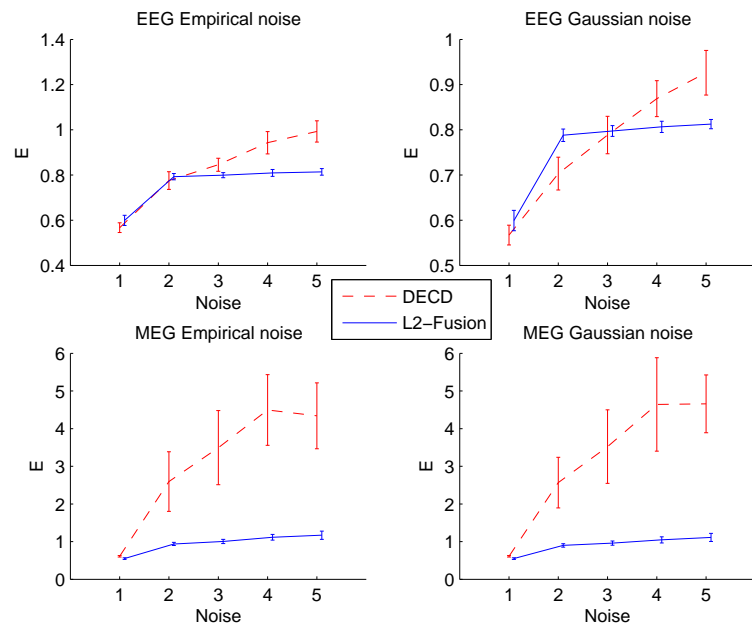 EEG Empirical noise
1.4
1.2
1
0.8
0.6
0.4
E
1 2 3 4 5
Noise
EEG Gaussian noise
1
0.9
0.8
0.7
0.6
0.5
E
1 2 3 4 5
Noise
DECD
L2−Fusion
MEG Empirical noise
6
5
4
3
2
1
0
E
1 2 3 4 5
Noise
MEG Gaussian noise
6
5
4
3
2
1
0
E
1 2 3 4 5
Noise